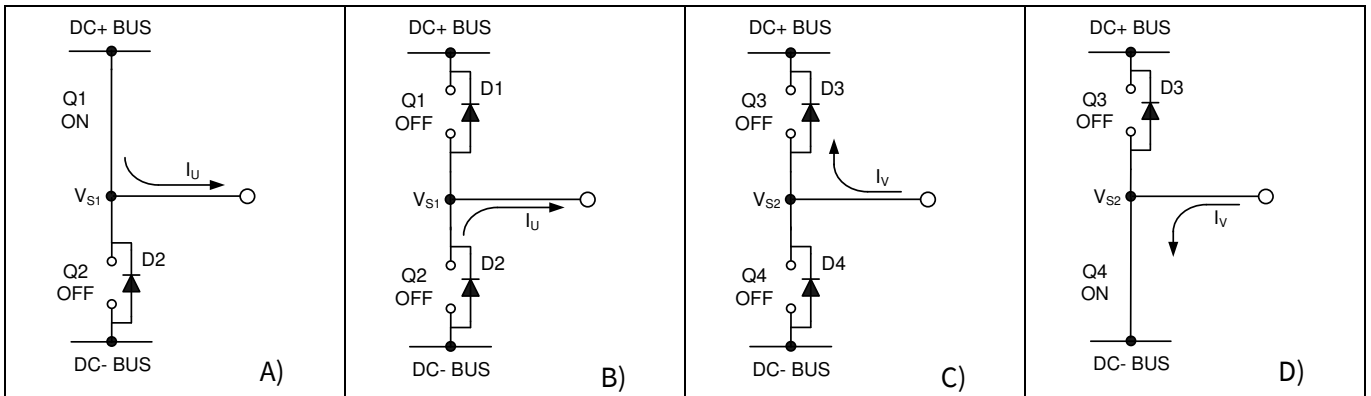 DC+ BUS
Q1
ON
I_U
V_S1
D2
Q2
OFF
DC- BUS
A)
DC+ BUS
D1
Q1
OFF
V_S1
I_U
D2
Q2
OFF
DC- BUS
B)
DC+ BUS
D3
Q3
OFF
I_V
V_S2
D4
Q4
OFF
DC- BUS
C)
DC+ BUS
D3
Q3
OFF
V_S2
I_V
Q4
ON
DC- BUS
D)